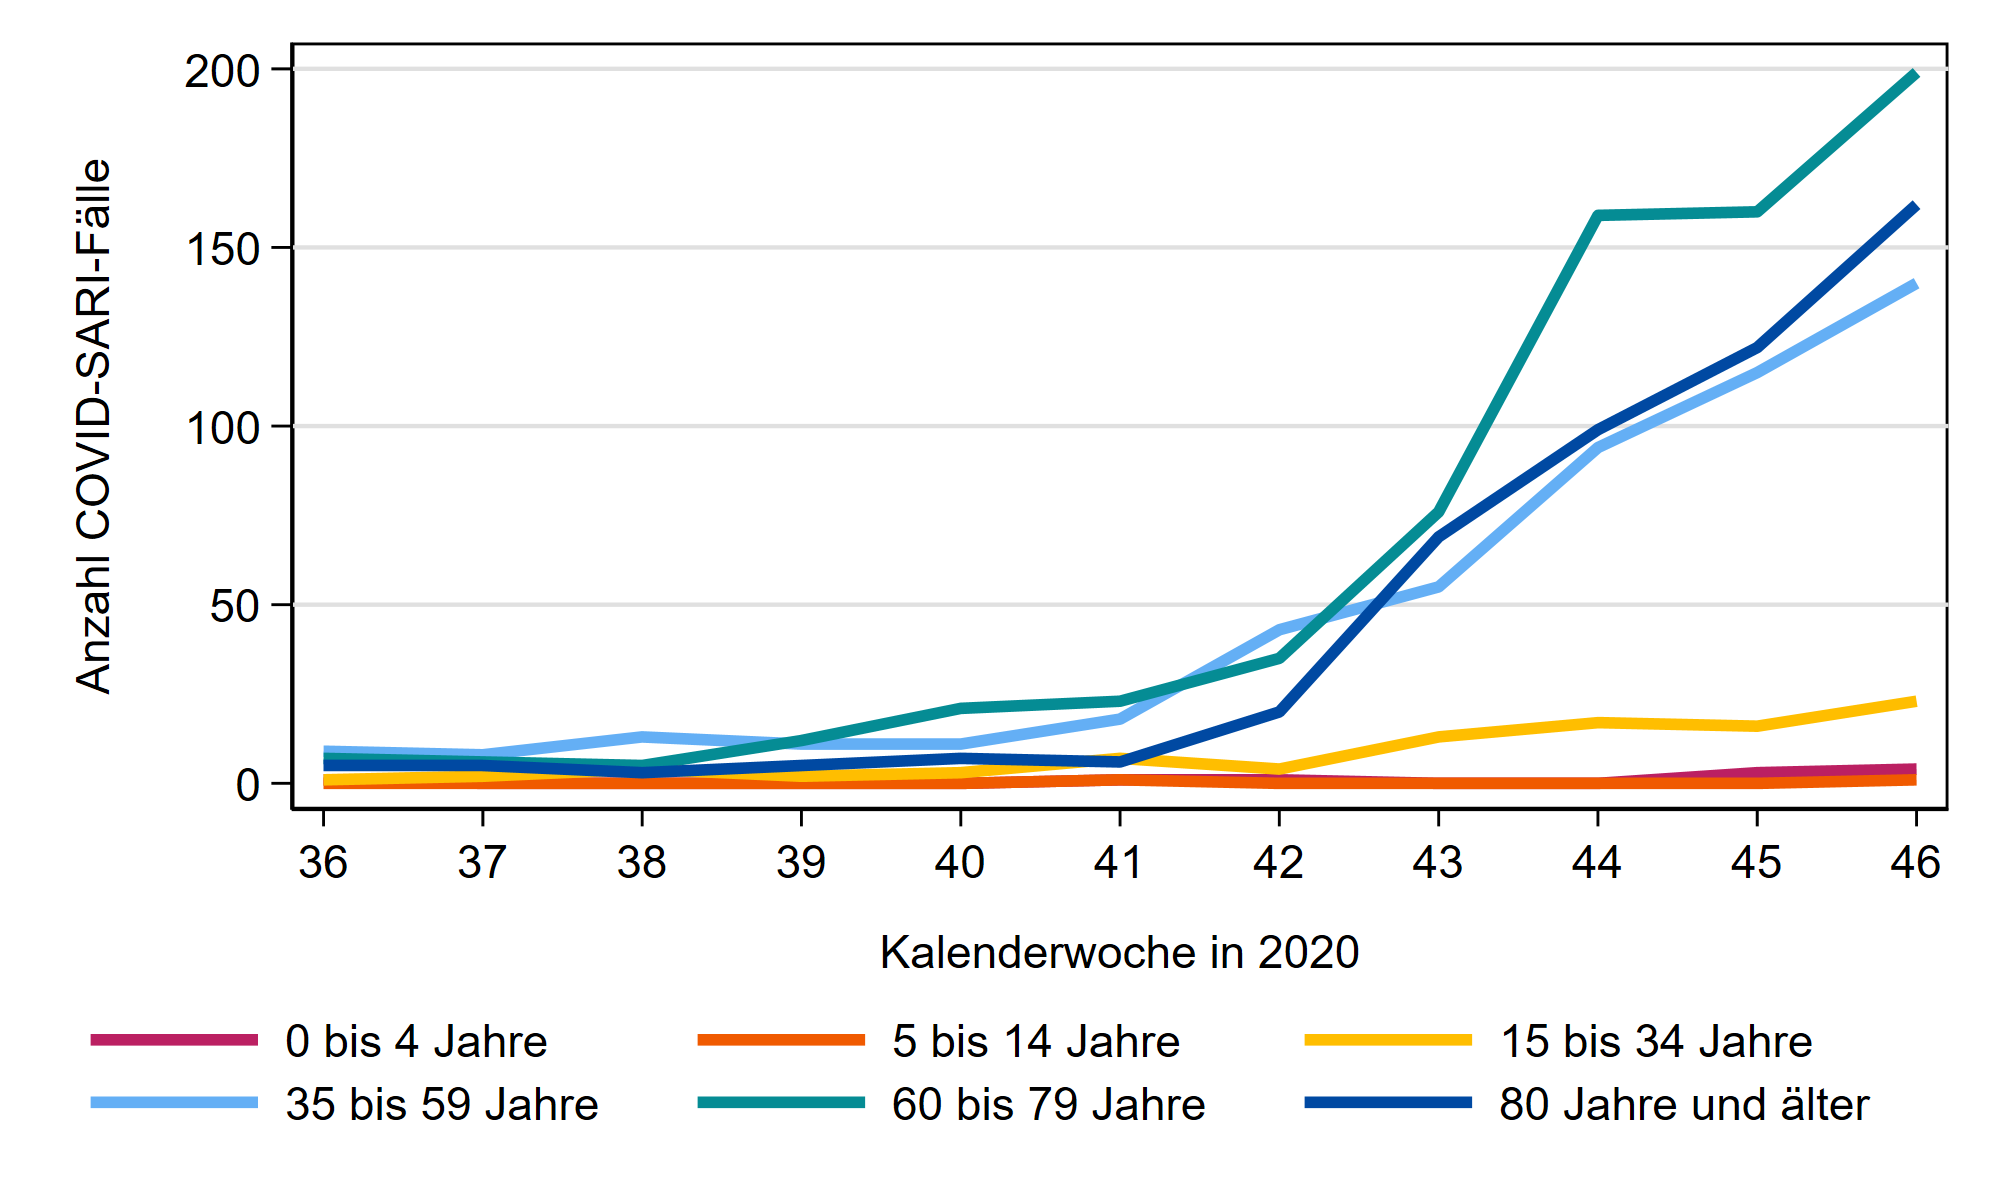 Anzahl COVID-SARI-Fälle
200
150
100
50
0
36 37 38 39 40 41 42 43 44 45 46
Kalenderwoche in 2020
0 bis 4 Jahre 5 bis 14 Jahre 15 bis 34 Jahre
35 bis 59 Jahre 60 bis 79 Jahre 80 Jahre und älter